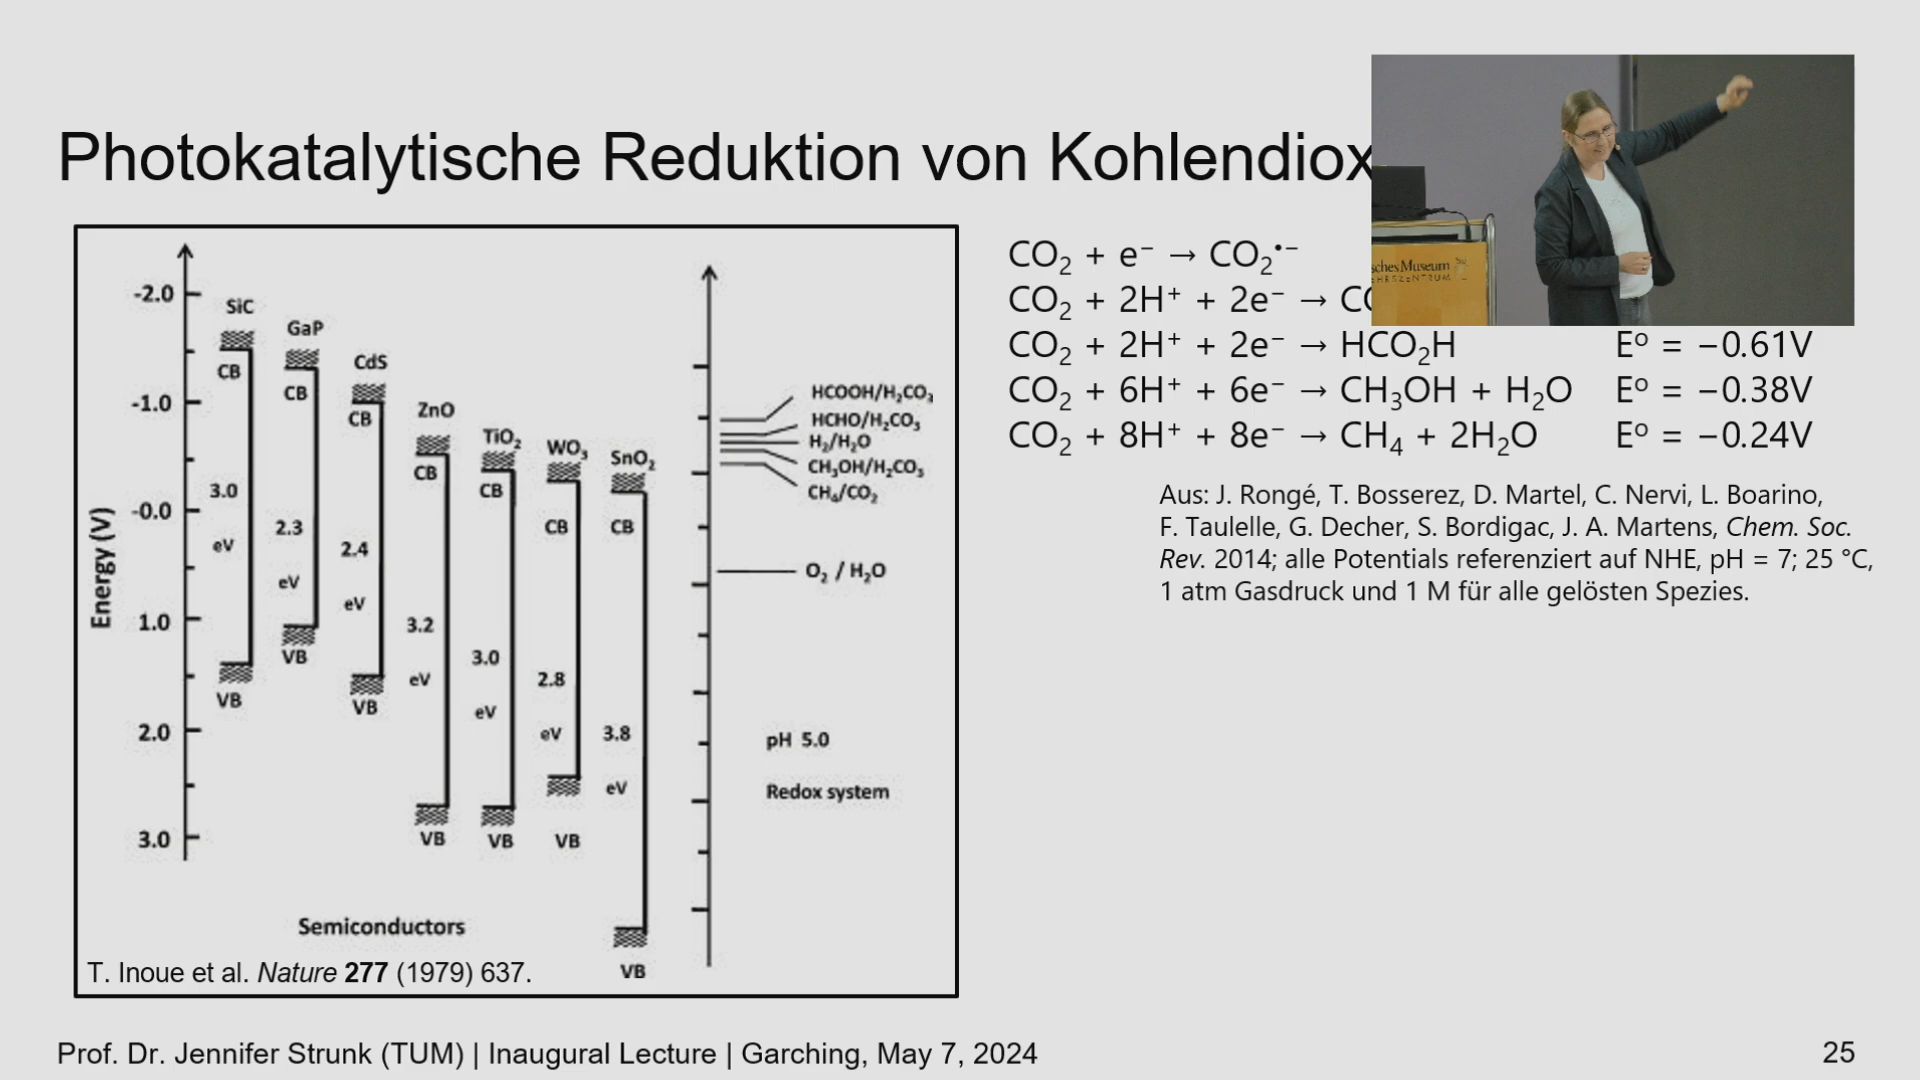 Photokatalytische Reduktion von Kohlendiox
CO₂ + e⁻ → CO₂•⁻
CO₂ + 2H⁺ + 2e⁻ → C
CO₂ + 2H⁺ + 2e⁻ → HCO₂H E° = −0.61V
CO₂ + 6H⁺ + 6e⁻ → CH₃OH + H₂O E° = −0.38V
CO₂ + 8H⁺ + 8e⁻ → CH₄ + 2H₂O E° = −0.24V
Aus: J. Rongé, T. Bosserez, D. Martel, C. Nervi, L. Boarino,
F. Taulelle, G. Decher, S. Bordigac, J. A. Martens, Chem. Soc.
Rev. 2014; alle Potentials referenziert auf NHE, pH = 7; 25 °C,
1 atm Gasdruck und 1 M für alle gelösten Spezies.
Energy (V)
-2.0
-1.0
-0.0
1.0
2.0
3.0
SiC
CB
3.0
eV
VB
GaP
CB
2.3
eV
VB
CdS
CB
2.4
eV
VB
ZnO
CB
3.2
eV
VB
TiO₂
CB
3.0
eV
VB
WO₃
CB
2.8
eV
VB
SnO₂
CB
3.8
eV
VB
HCOOH/H₂CO₃
HCHO/H₂CO₃
H₂/H₂O
CH₃OH/H₂CO₃
CH₄/CO₂
O₂ / H₂O
pH 5.0
Redox system
Semiconductors
T. Inoue et al. Nature 277 (1979) 637.
sches Museum
Prof. Dr. Jennifer Strunk (TUM) | Inaugural Lecture | Garching, May 7, 2024
25